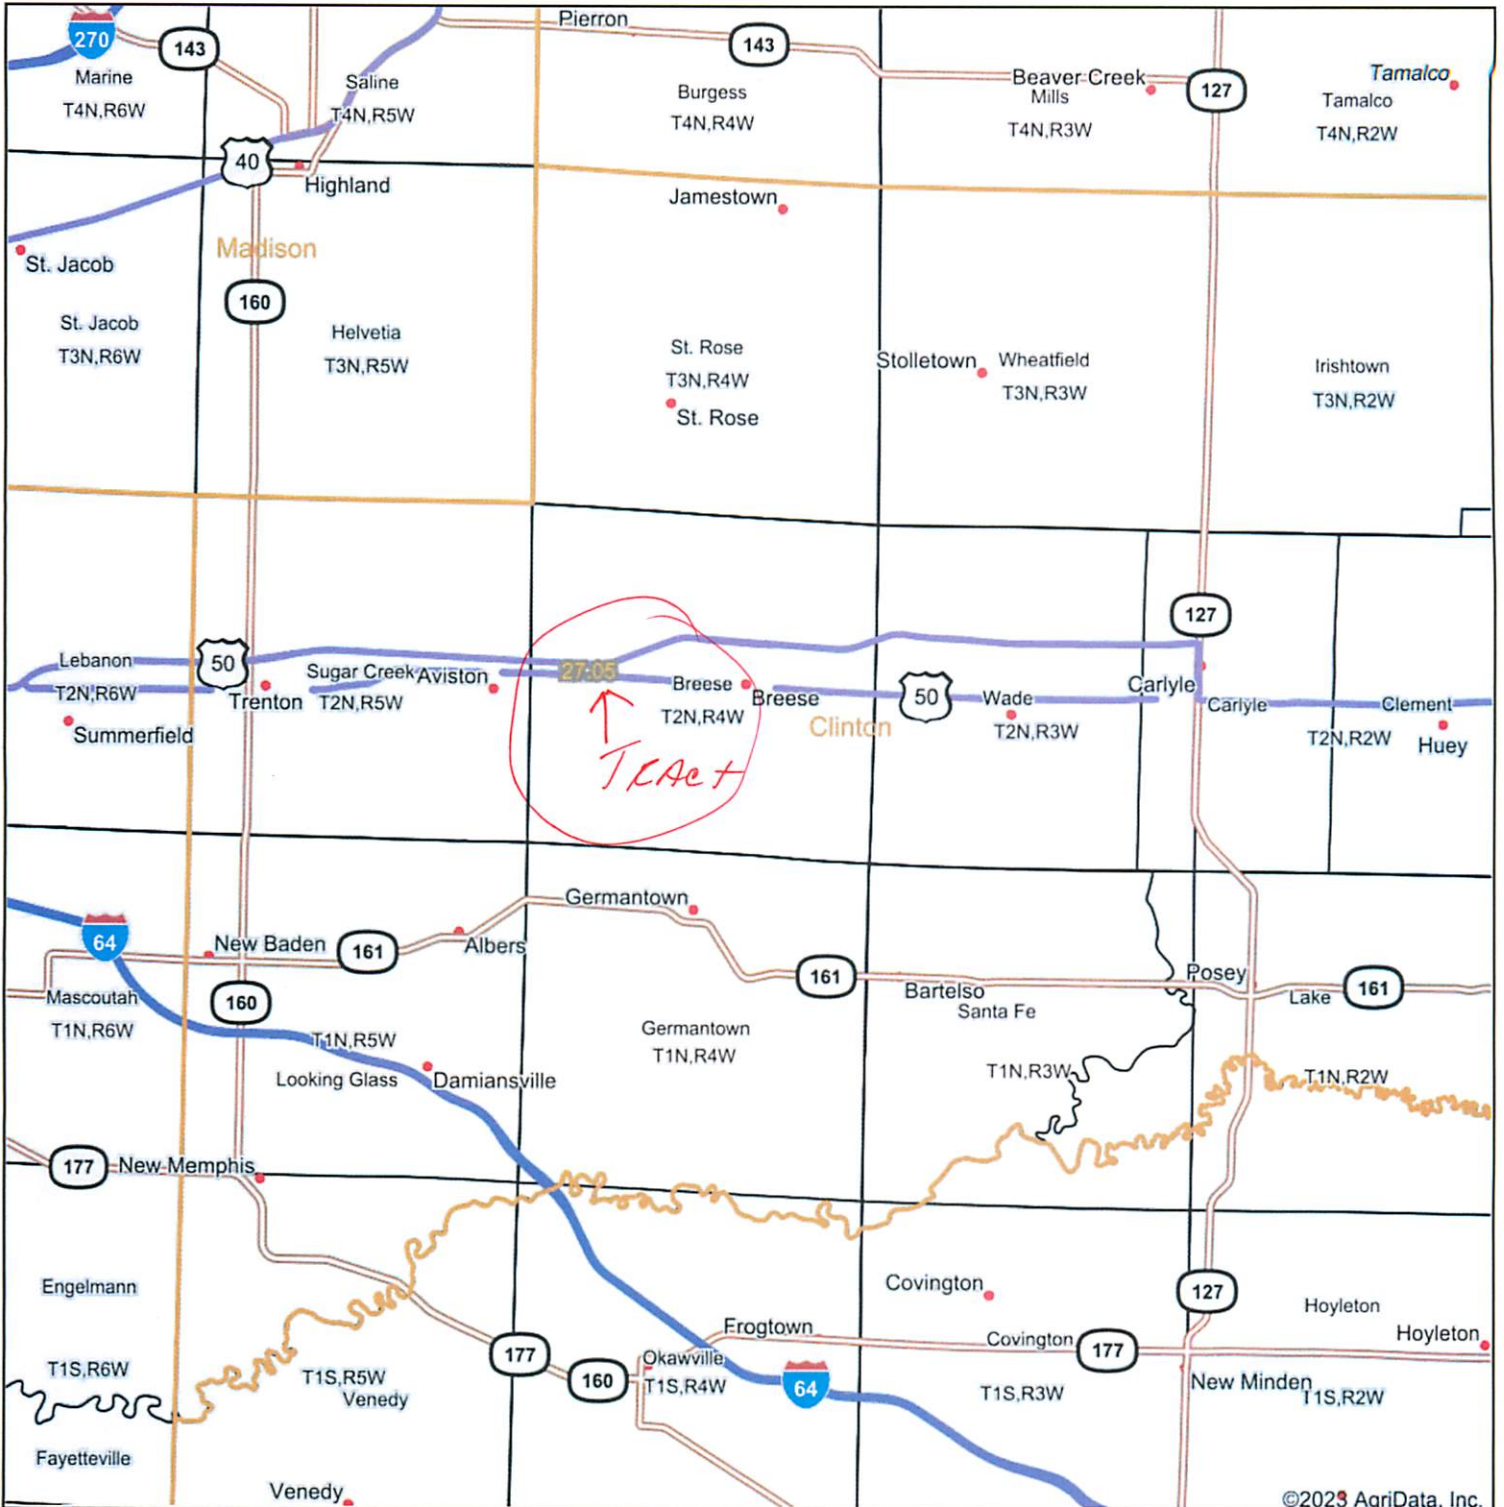 Pierron
270
143
143
Marine
T4N,R6W
Saline
T4N,R5W
Burgess
T4N,R4W
Beaver Creek
Mills
T4N,R3W
127
Tamalco
Tamalco
T4N,R2W
40
Highland
Jamestown
Madison
St. Jacob
160
St. Jacob
T3N,R6W
Helvetia
T3N,R5W
St. Rose
T3N,R4W
St. Rose
Stolletown
Wheatfield
T3N,R3W
Irishtown
T3N,R2W
127
Lebanon
T2N,R6W
50
Summerfield
Trenton
Sugar Creek
T2N,R5W
Aviston
27-05
Breese
T2N,R4W
Breese
Clinton
50
Wade
T2N,R3W
Carlyle
Carlyle
Clement
T2N,R2W
Huey
TRACT
Germantown
64
New Baden
161
Albers
161
Posey
161
Mascoutah
T1N,R6W
160
Bartelso
Santa Fe
Lake
Germantown
T1N,R4W
T1N,R5W
Looking Glass
Damiansville
T1N,R3W
T1N,R2W
177
New Memphis
Engelmann
Covington
127
Hoyleton
Hoyleton
Frogtown
Covington
177
177
160
Okawville
T1S,R4W
64
T1S,R6W
T1S,R5W
Venedy
T1S,R3W
New Minden
T1S,R2W
Fayetteville
Venedy
©2023 AgriData, Inc.